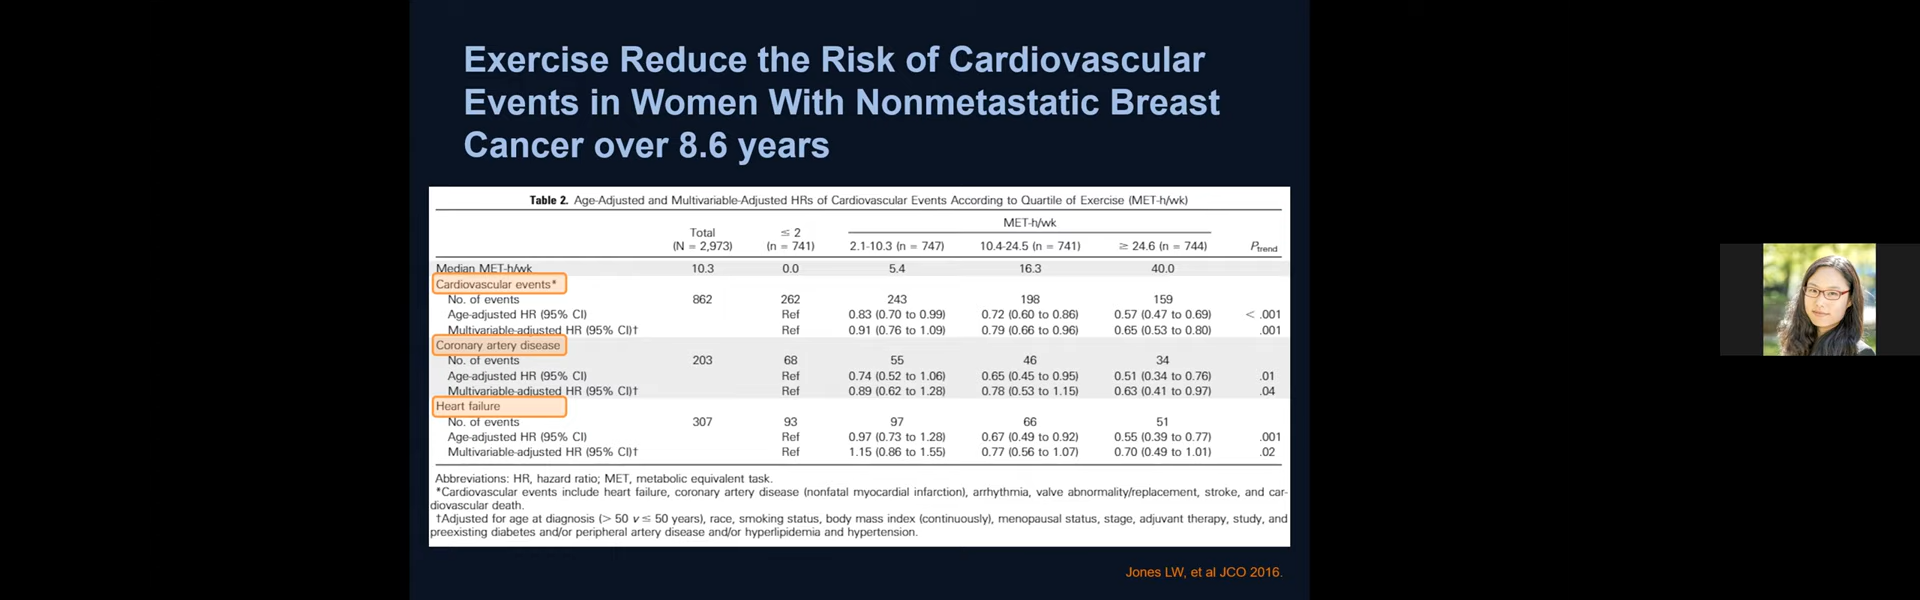 Exercise Reduce the Risk of Cardiovascular
Events in Women With Nonmetastatic Breast
Cancer over 8.6 years
Table 2. Age-Adjusted and Multivariable-Adjusted HRs of Cardiovascular Events According to Quartile of Exercise (MET-h/wk)
MET-h/wk
Total ≤ 2
(N = 2,973) (n = 741) 2.1-10.3 (n = 747) 10.4-24.5 (n = 741) ≥ 24.6 (n = 744) Ptrend
Median MET-h/wk 10.3 0.0 5.4 16.3 40.0
Cardiovascular events*
No. of events 862 262 243 198 159
Age-adjusted HR (95% CI) Ref 0.83 (0.70 to 0.99) 0.72 (0.60 to 0.86) 0.57 (0.47 to 0.69) < .001
Multivariable-adjusted HR (95% CI)† Ref 0.91 (0.76 to 1.09) 0.79 (0.66 to 0.96) 0.65 (0.53 to 0.80) .001
Coronary artery disease
No. of events 203 68 55 46 34
Age-adjusted HR (95% CI) Ref 0.74 (0.52 to 1.06) 0.65 (0.45 to 0.95) 0.51 (0.34 to 0.76) .01
Multivariable-adjusted HR (95% CI)† Ref 0.89 (0.62 to 1.28) 0.78 (0.53 to 1.15) 0.63 (0.41 to 0.97) .04
Heart failure
No. of events 307 93 97 66 51
Age-adjusted HR (95% CI) Ref 0.97 (0.73 to 1.28) 0.67 (0.49 to 0.92) 0.55 (0.39 to 0.77) .001
Multivariable-adjusted HR (95% CI)† Ref 1.15 (0.86 to 1.55) 0.77 (0.56 to 1.07) 0.70 (0.49 to 1.01) .02
Abbreviations: HR, hazard ratio; MET, metabolic equivalent task.
*Cardiovascular events include heart failure, coronary artery disease (nonfatal myocardial infarction), arrhythmia, valve abnormality/replacement, stroke, and car-
diovascular death.
†Adjusted for age at diagnosis (> 50 v ≤ 50 years), race, smoking status, body mass index (continuously), menopausal status, stage, adjuvant therapy, study, and
preexisting diabetes and/or peripheral artery disease and/or hyperlipidemia and hypertension.
Jones LW, et al JCO 2016.